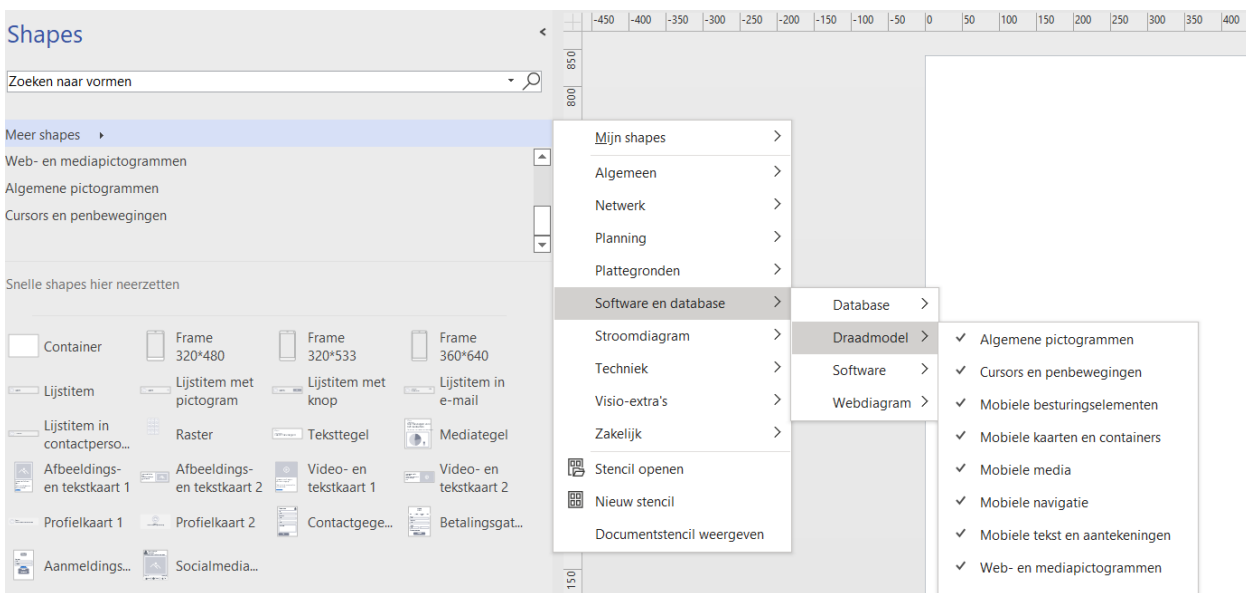 -450 -400 -350 -300 -250 -200 -150 -100 -50 0 50 100 150 200 250 300 350 400
Shapes
850
Zoeken naar vormen
800
Meer shapes
Web- en mediapictogrammen
Algemene pictogrammen
Cursors en penbewegingen
Snelle shapes hier neerzetten
Container
Frame
320*480
Frame
320*533
Frame
360*640
Lijstitem
Lijstitem met
pictogram
Lijstitem met
knop
Lijstitem in
e-mail
Lijstitem in
contactperso...
Raster
Teksttegel
Mediategel
Afbeeldings-
en tekstkaart 1
Afbeeldings-
en tekstkaart 2
Video- en
tekstkaart 1
Video- en
tekstkaart 2
Profielkaart 1
Profielkaart 2
Contactgege...
Betalingsgat...
Aanmeldings...
Socialmedia...
Mijn shapes
Algemeen
Netwerk
Planning
Plattegronden
Software en database
Stroomdiagram
Techniek
Visio-extra's
Zakelijk
Stencil openen
Nieuw stencil
Documentstencil weergeven
150
Database
Draadmodel
Software
Webdiagram
Algemene pictogrammen
Cursors en penbewegingen
Mobiele besturingselementen
Mobiele kaarten en containers
Mobiele media
Mobiele navigatie
Mobiele tekst en aantekeningen
Web- en mediapictogrammen